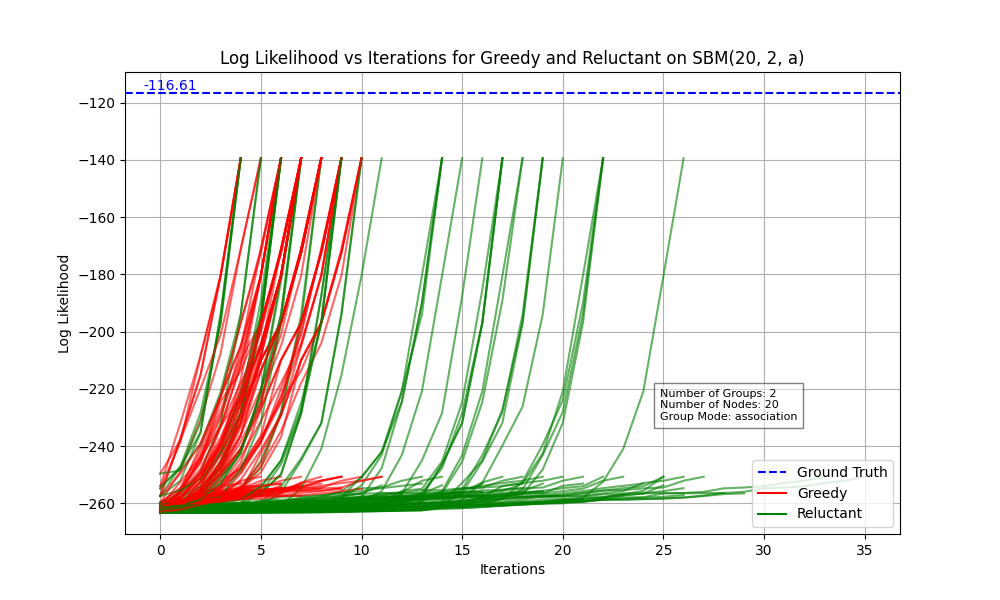 Log Likelihood vs Iterations for Greedy and Reluctant on SBM(20, 2, a)
-116.61
−120
−140
−160
−180
−200
−220
−240
−260
Log Likelihood
Number of Groups: 2
Number of Nodes: 20
Group Mode: association
Ground Truth
Greedy
Reluctant
0
5
10
15
20
25
30
35
Iterations